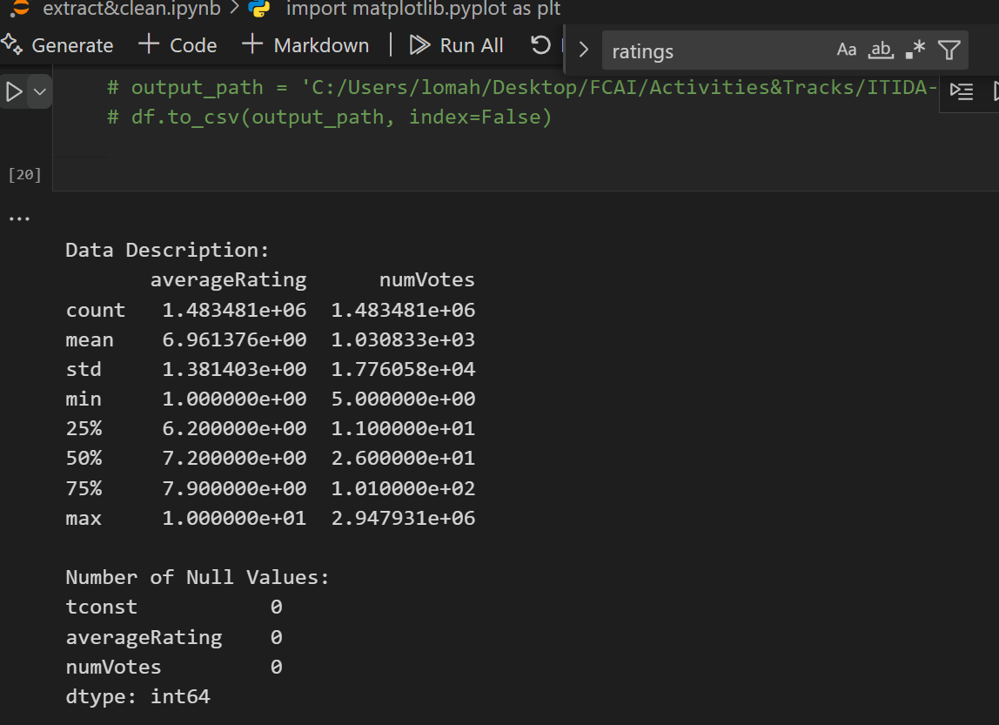 extract&clean.ipynb > import matplotlib.pyplot as plt
Generate + Code + Markdown | Run All
ratings Aa ab .*
# output_path = 'C:/Users/lomah/Desktop/FCAI/Activities&Tracks/ITIDA-
# df.to_csv(output_path, index=False)
[20]
...
Data Description:
averageRating numVotes
count 1.483481e+06 1.483481e+06
mean 6.961376e+00 1.030833e+03
std 1.381403e+00 1.776058e+04
min 1.000000e+00 5.000000e+00
25% 6.200000e+00 1.100000e+01
50% 7.200000e+00 2.600000e+01
75% 7.900000e+00 1.010000e+02
max 1.000000e+01 2.947931e+06
Number of Null Values:
tconst 0
averageRating 0
numVotes 0
dtype: int64